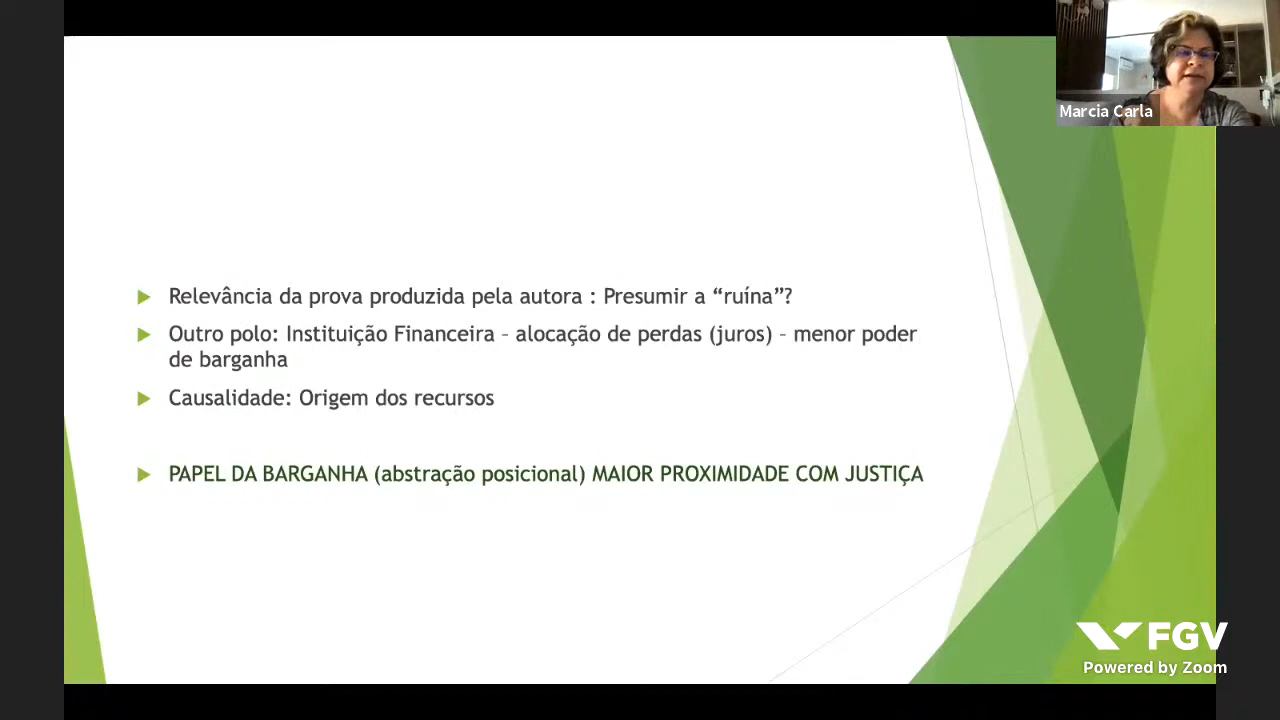 Marcia Carla
Relevância da prova produzida pela autora : Presumir a “ruína”?
Outro polo: Instituição Financeira – alocação de perdas (juros) – menor poder
de barganha
Causalidade: Origem dos recursos
PAPEL DA BARGANHA (abstração posicional) MAIOR PROXIMIDADE COM JUSTIÇA
FGV
Powered by Zoom